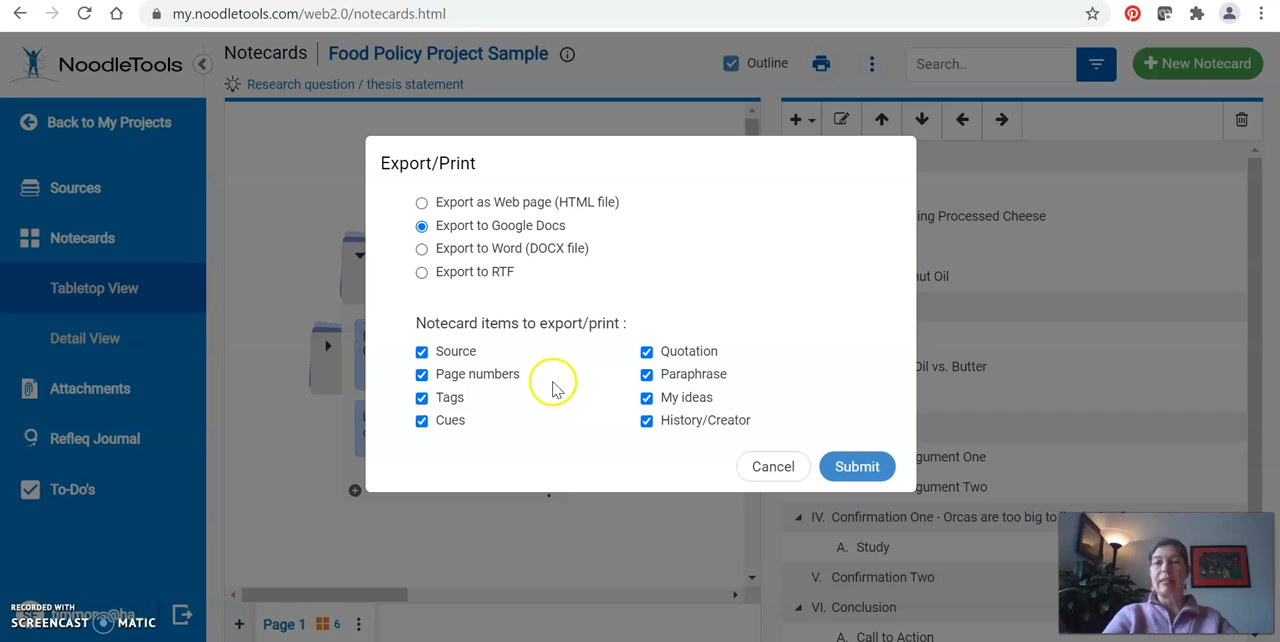 my.noodletools.com/web2.0/notecards.html
NoodleTools
Notecards | Food Policy Project Sample
Research question / thesis statement
Outline
Search..
+ New Notecard
Back to My Projects
Sources
Notecards
Tabletop View
Detail View
Attachments
Refleq Journal
To-Do's
Export/Print
Export as Web page (HTML file)
Export to Google Docs
Export to Word (DOCX file)
Export to RTF
Notecard items to export/print :
Source
Quotation
Page numbers
Paraphrase
Tags
My ideas
Cues
History/Creator
Cancel
Submit
ing Processed Cheese
ut Oil
Oil vs. Butter
gument One
gument Two
IV. Confirmation One - Orcas are too big to
A. Study
V. Confirmation Two
VI. Conclusion
A. Call to Action
Page 1
6
RECORDED WITH
SCREENCAST MATIC